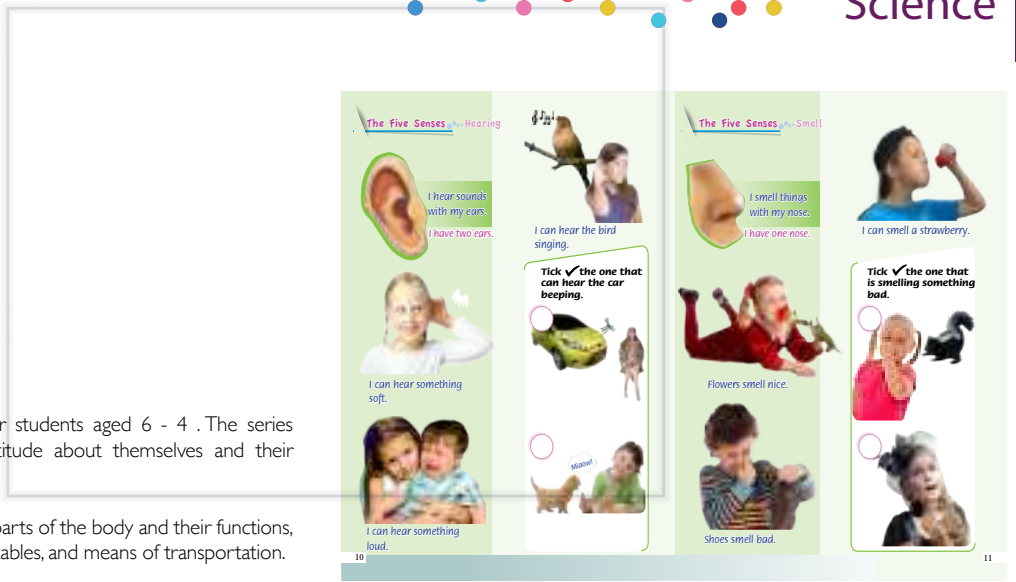 Science
The Five Senses
Hearing
I hear sounds
with my ears.
I have two ears.
I can hear something
soft.
I can hear something
loud.
10
I can hear the bird
singing.
Tick ✓ the one that
can hear the car
beeping.
Miaow!
The Five Senses
Smell
I smell things
with my nose.
I have one nose.
Flowers smell nice.
Shoes smell bad.
I can smell a strawberry.
Tick ✓ the one that
is smelling something
bad.
11
students aged 6 - 4 . The series
about themselves and their
parts of the body and their functions,
and means of transportation.